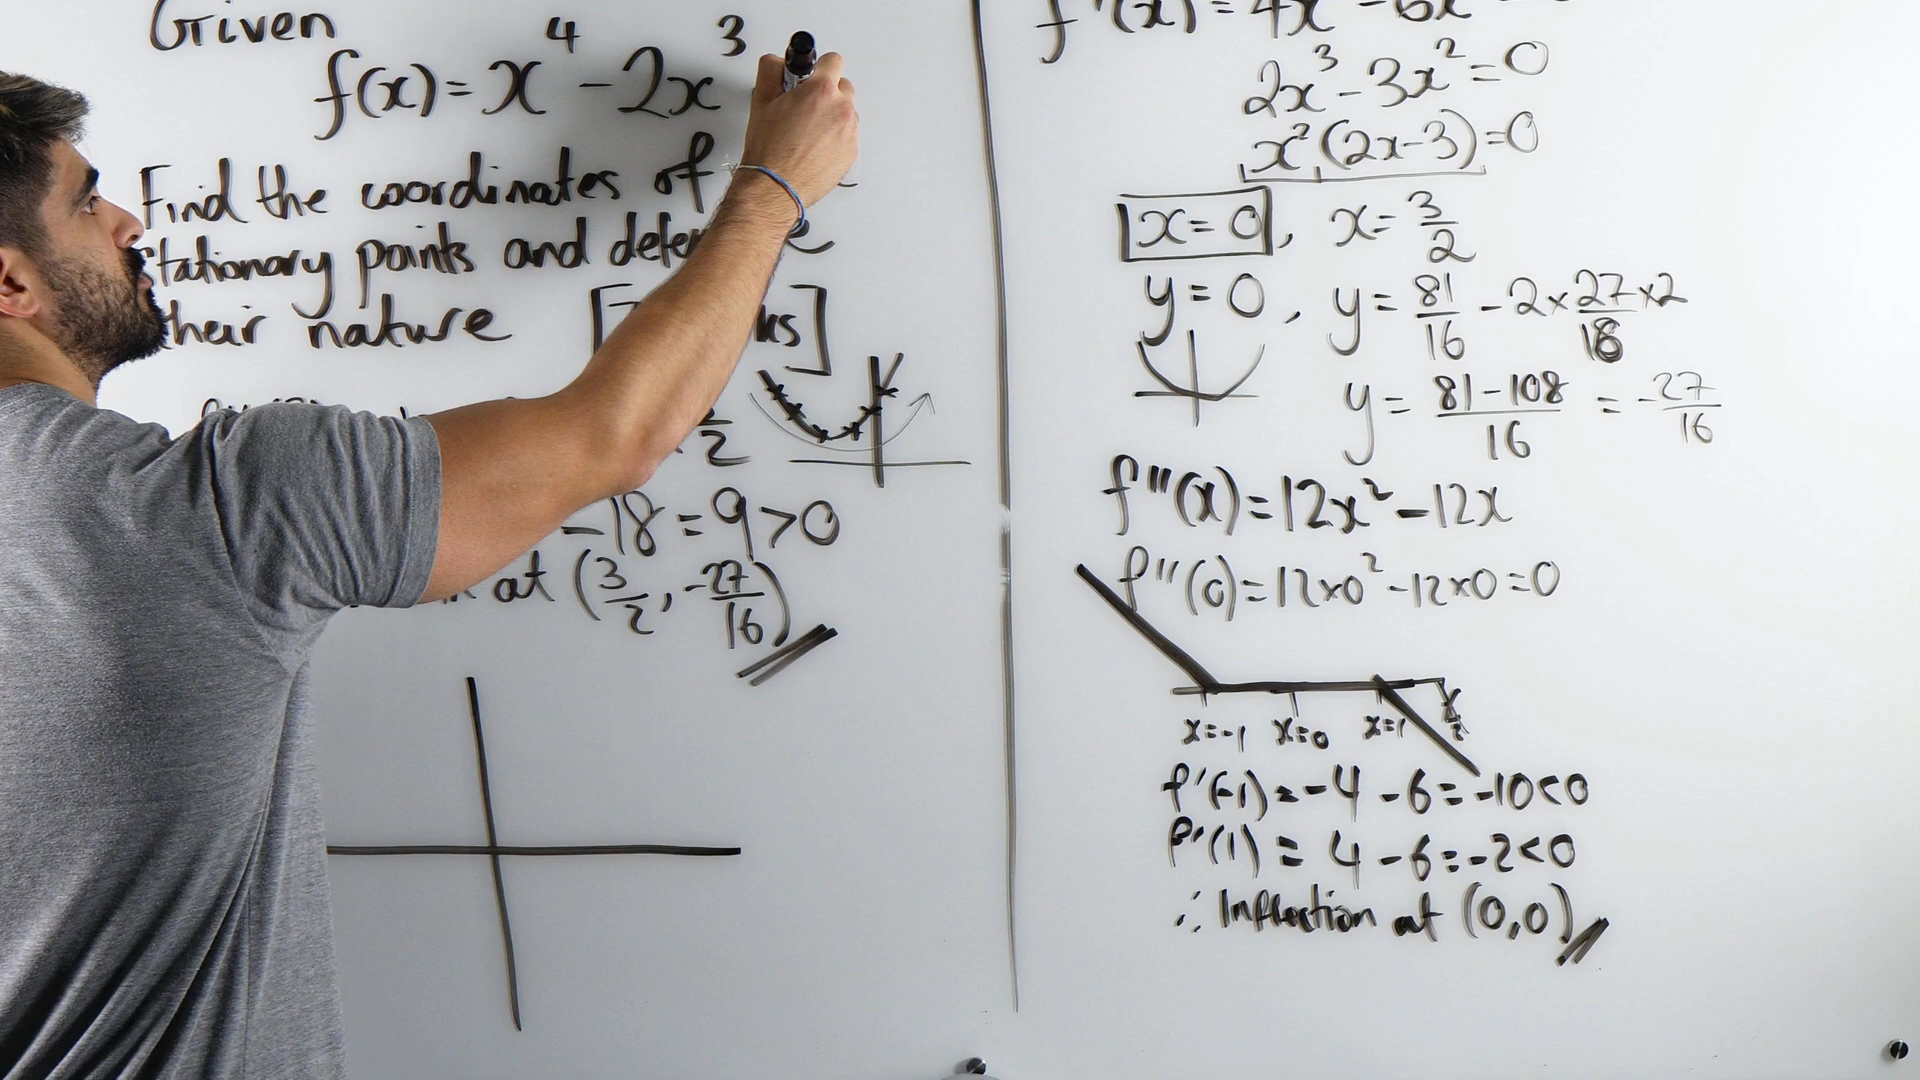 Given
f(x) = x⁴ - 2x³
Find the coordinates of
stationary points and
their nature [ ks]
2
-18 = 9 > 0
at (3/2, -27/16)
f'(x) = 4x³ - 6x²
2x³ - 3x² = 0
x²(2x-3) = 0
x = 0, x = 3/2
y = 0, y = 81/16 - 2 × 27×2/
y = 81-108/16 = -27/16
f'''(x) = 12x² - 12x
f''(0) = 12×0² - 12×0 = 0
x=-1 x=0 x=1
f'(-1) = -4 - 6 = -10 < 0
f'(1) = 4 - 6 = -2 < 0
∴ Inflection at (0,0)